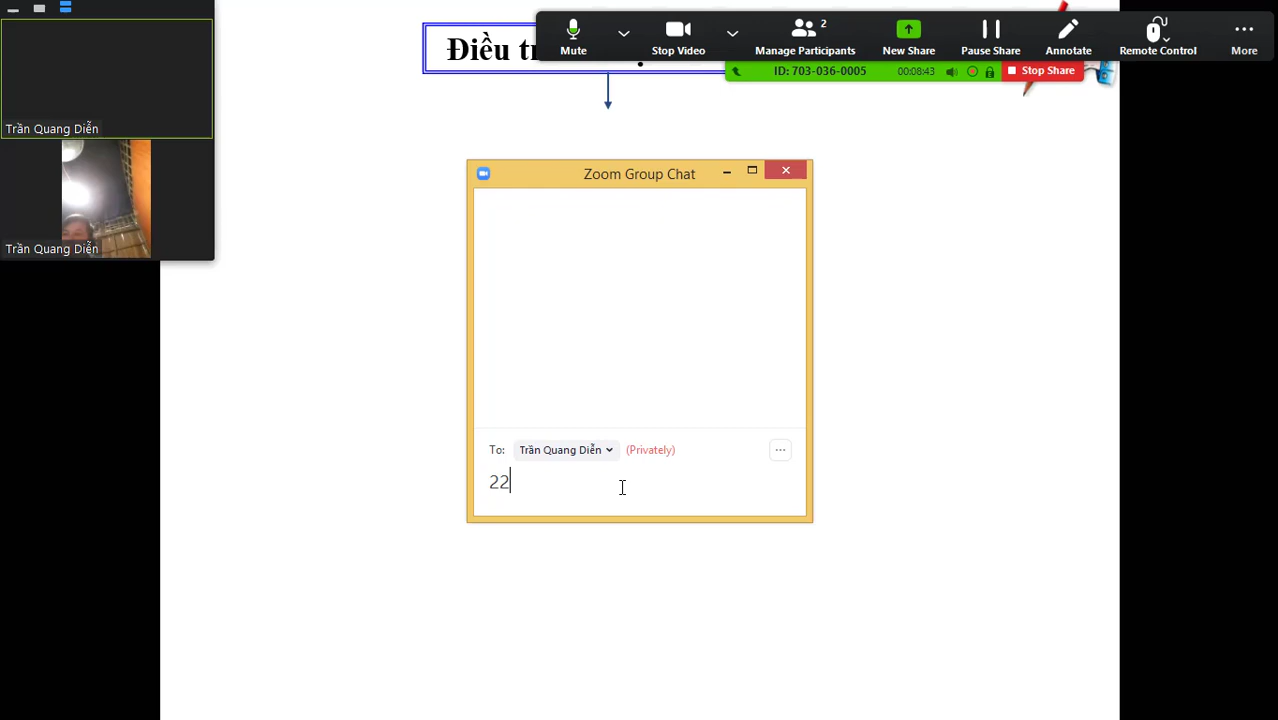 Điều tr
Mute
Stop Video
Manage Participants
2
New Share
Pause Share
Annotate
Remote Control
More
ID: 703-036-0005
00:08:43
Stop Share
Trần Quang Diễn
Trần Quang Diễn
Zoom Group Chat
To: Trần Quang Diễn (Privately)
22